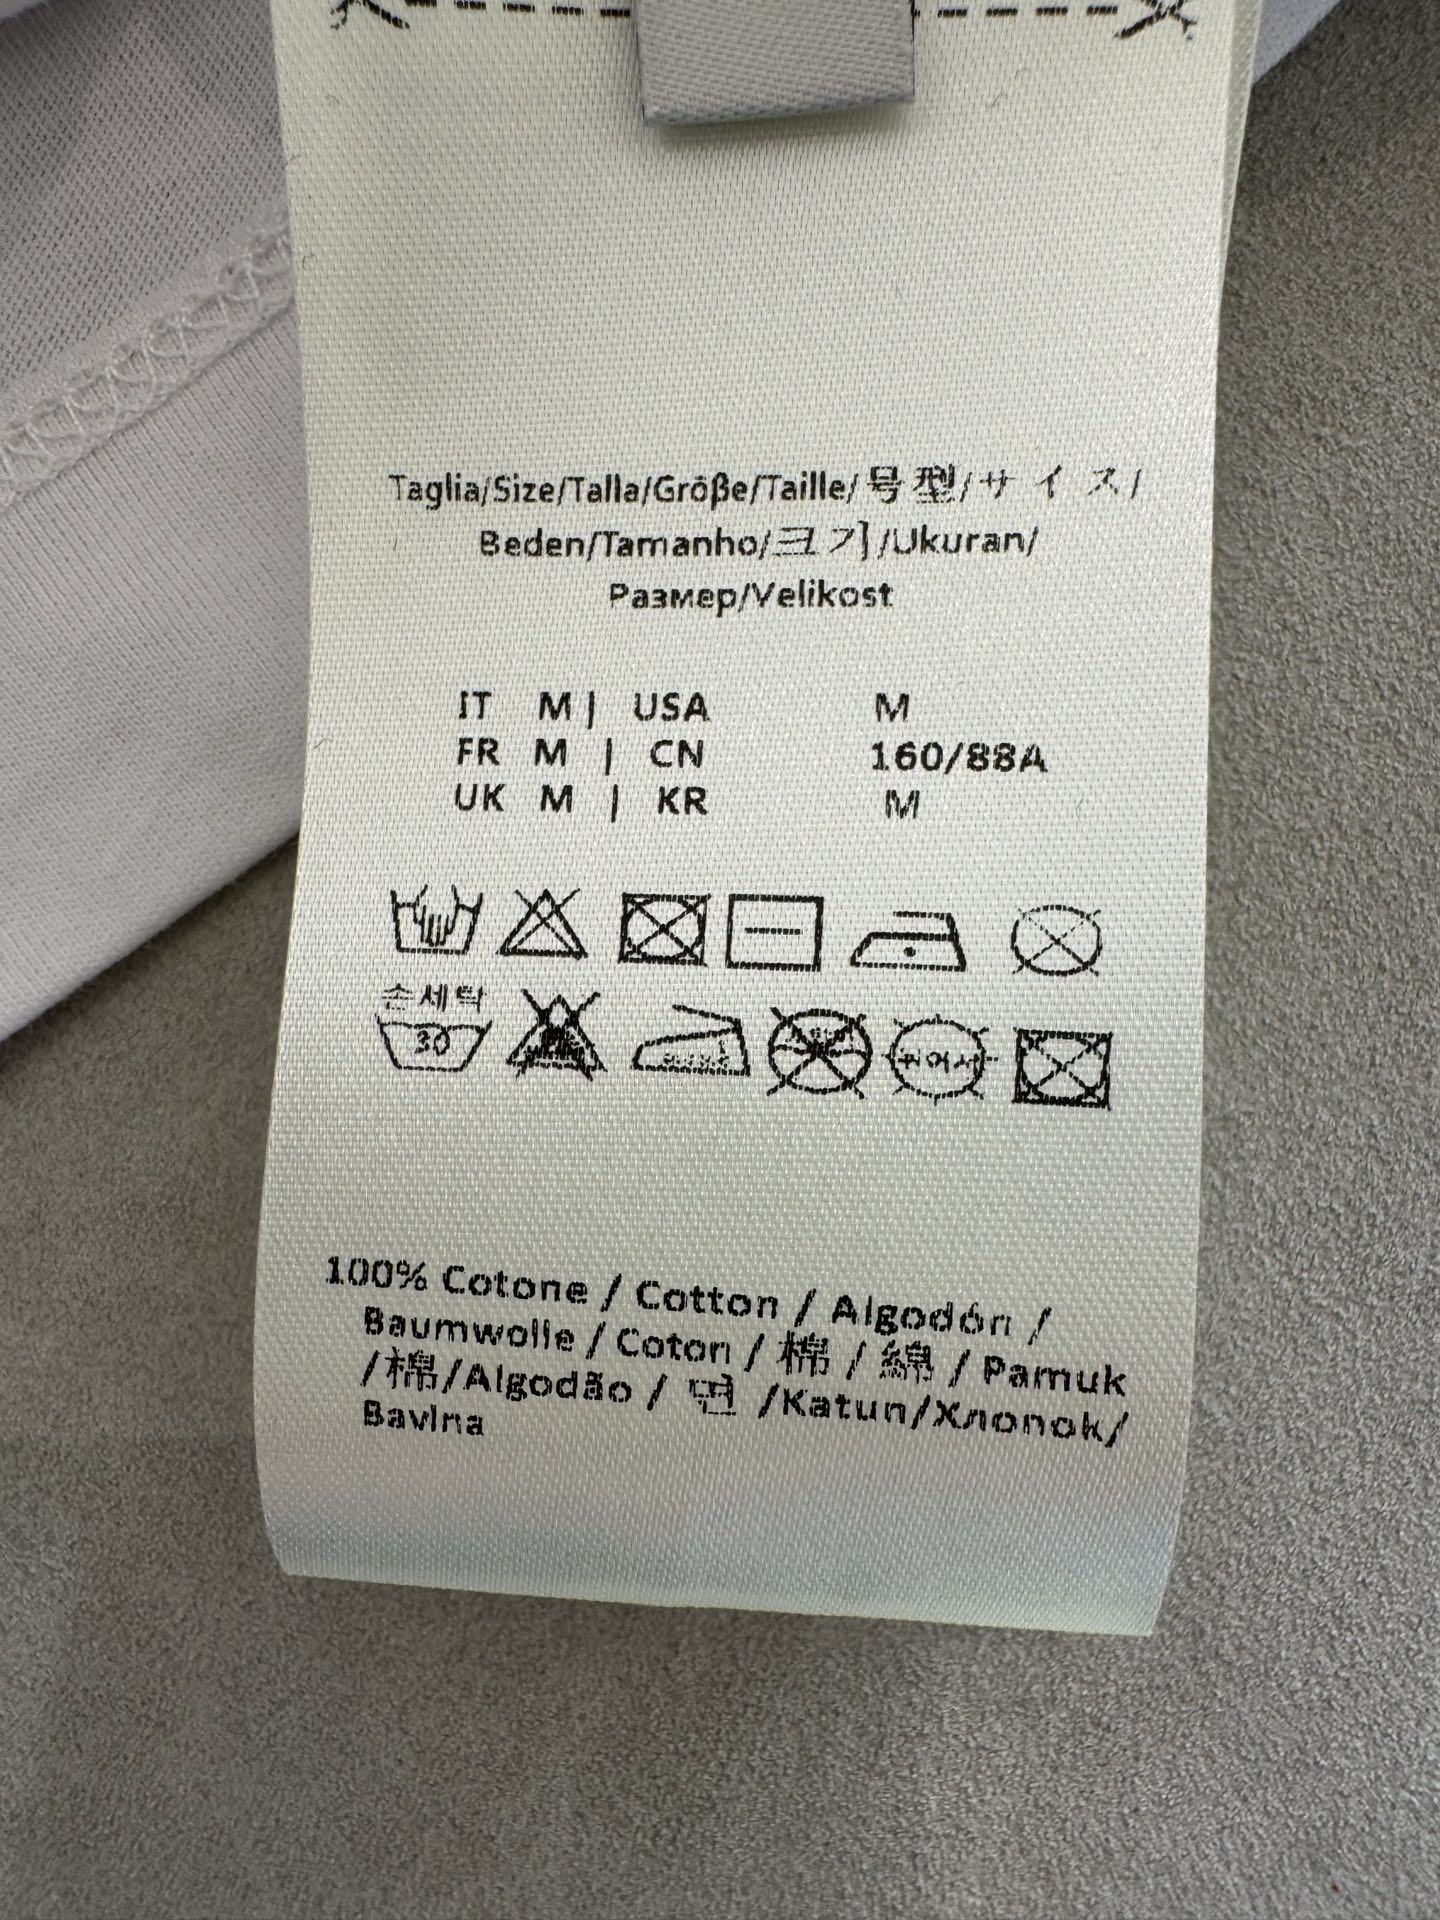 Taglia/Size/Talla/Größe/Taille/号型/サイズ/
Beden/Tamanho/크기/Ukuran/
Размер/Velikost
IT M | USA M
FR M | CN 160/88A
UK M | KR M
손세탁
30
100% Cotone / Cotton / Algodón /
Baumwolle / Coton / 棉 / 綿 / Pamuk
/棉/Algodão / 면 /Katun/Хлопок/
Bavlna